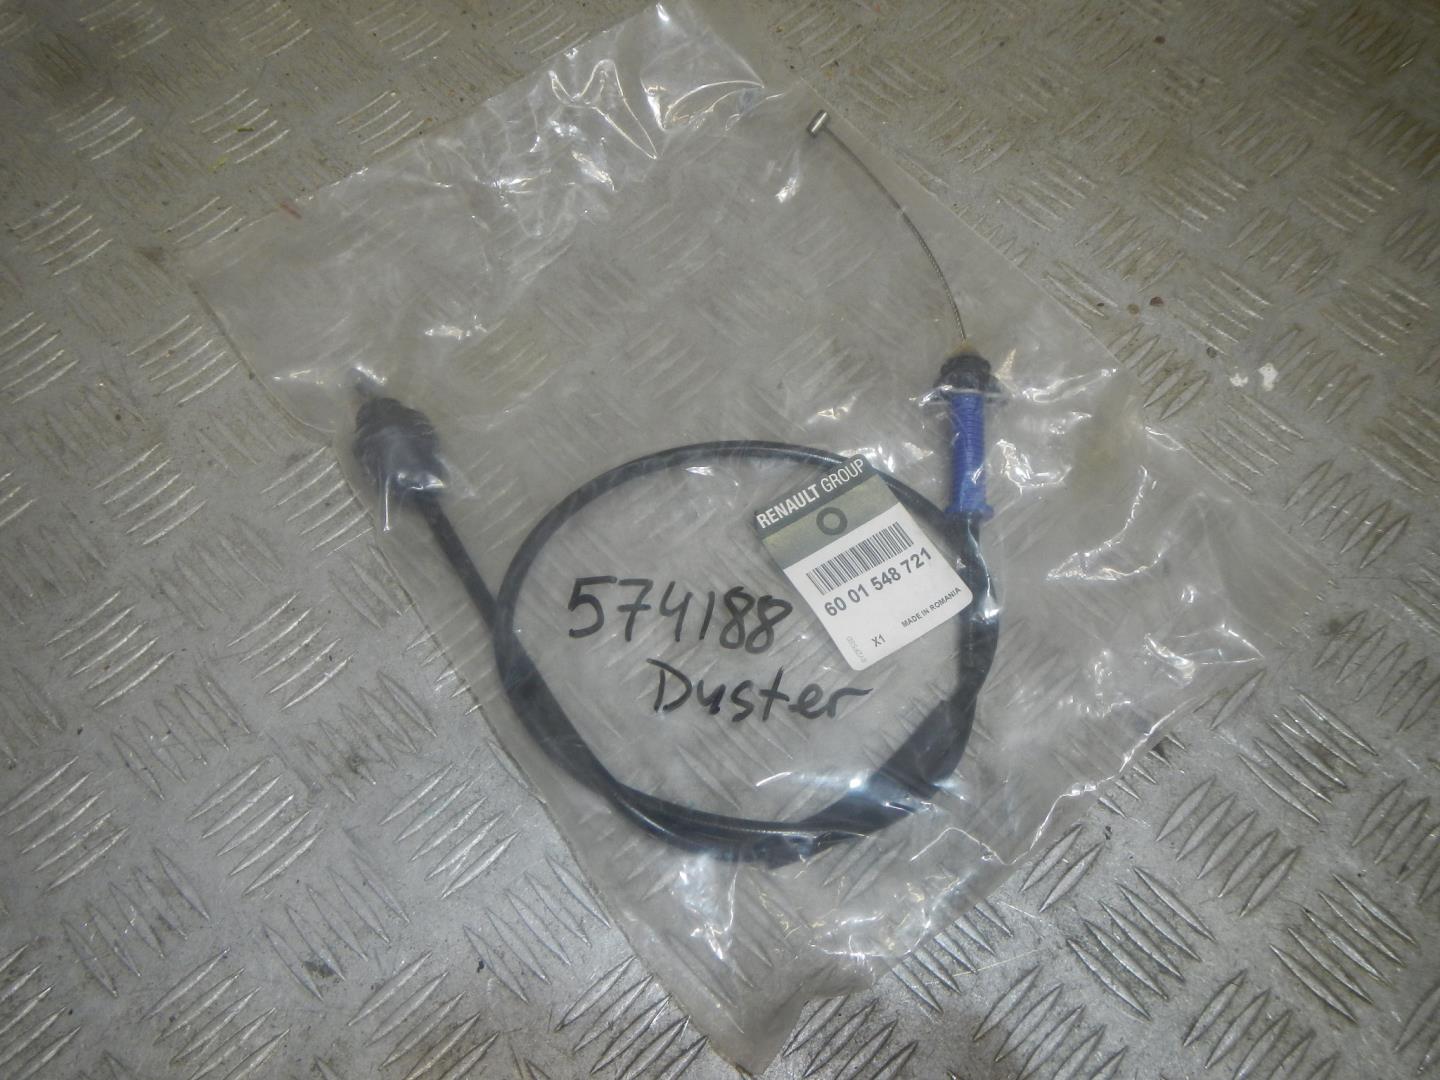 RENAULT GROUP
60 01 548 721
MADE IN ROMANIA
X1
574188
Duster